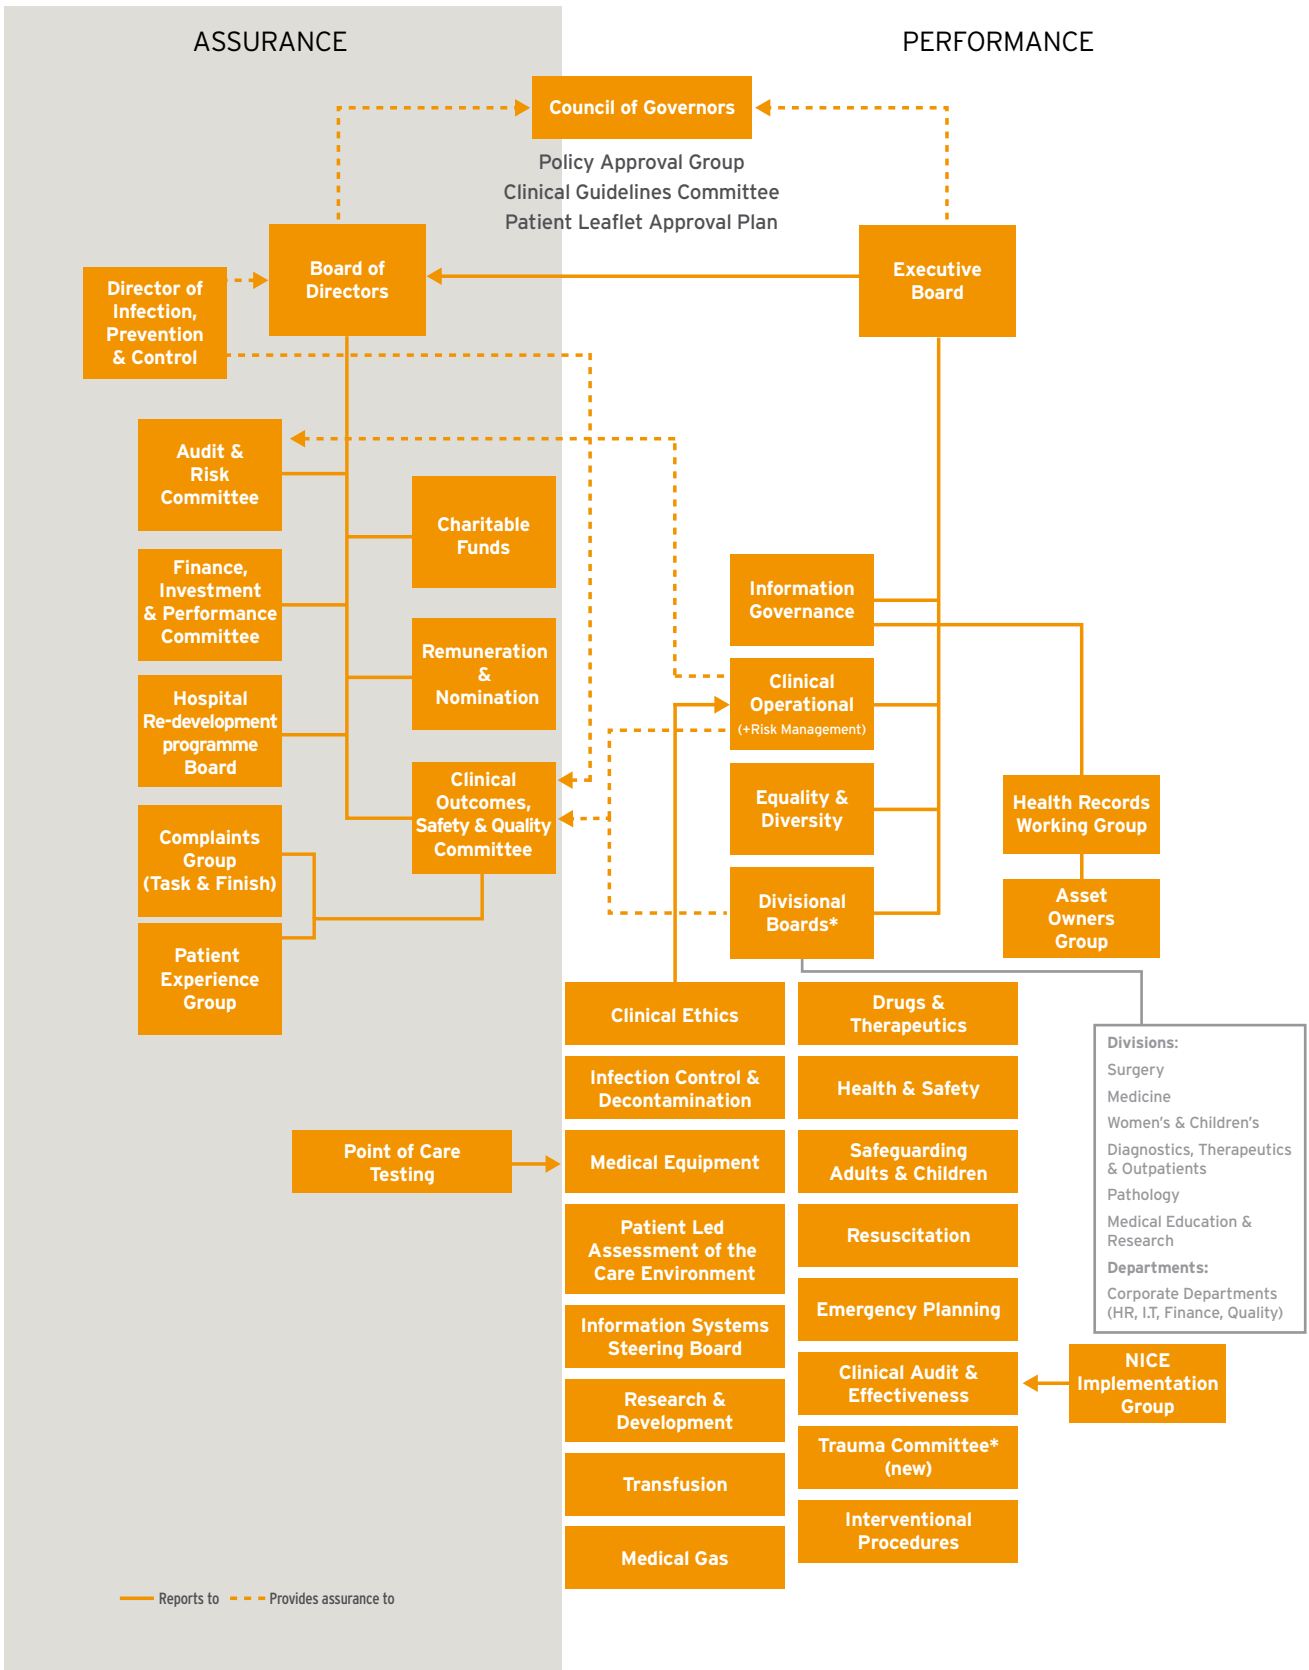 ASSURANCE
PERFORMANCE
Council of Governors
Policy Approval Group
Clinical Guidelines Committee
Patient Leaflet Approval Plan
Board of
Directors
Executive
Board
Director of
Infection,
Prevention
& Control
Audit &
Risk
Committee
Charitable
Funds
Finance,
Investment
& Performance
Committee
Remuneration
&
Nomination
Hospital
Re-development
programme
Board
Clinical
Outcomes,
Safety & Quality
Committee
Complaints
Group
(Task & Finish)
Patient
Experience
Group
Information
Governance
Clinical
Operational
(+Risk Management)
Equality &
Diversity
Divisional
Boards*
Health Records
Working Group
Asset
Owners
Group
Clinical Ethics
Infection Control &
Decontamination
Point of Care
Testing
Medical Equipment
Patient Led
Assessment of the
Care Environment
Information Systems
Steering Board
Research &
Development
Transfusion
Medical Gas
Drugs &
Therapeutics
Health & Safety
Safeguarding
Adults & Children
Resuscitation
Emergency Planning
Clinical Audit &
Effectiveness
Trauma Committee*
(new)
Interventional
Procedures
Divisions:
Surgery
Medicine
Women's & Children's
Diagnostics, Therapeutics
& Outpatients
Pathology
Medical Education &
Research
Departments:
Corporate Departments
(HR, I.T, Finance, Quality)
NICE
Implementation
Group
Reports to
Provides assurance to